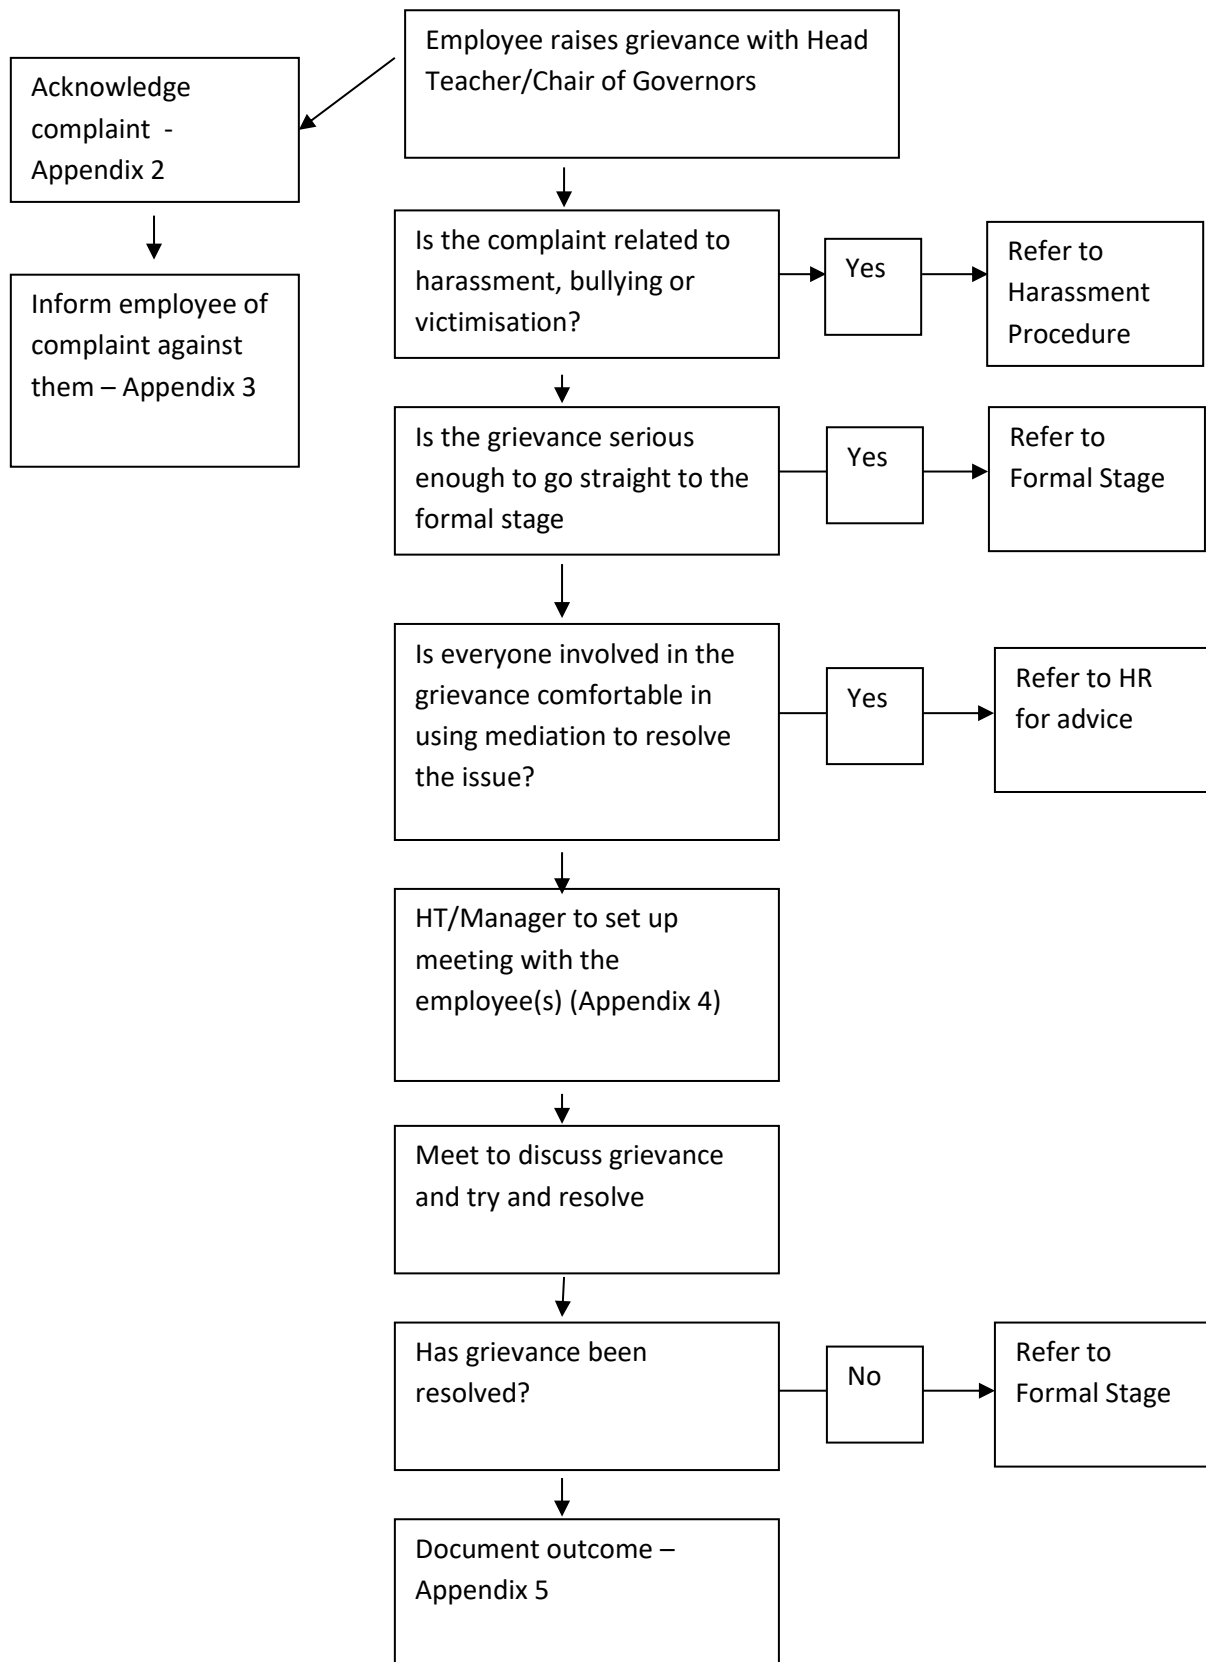 Employee raises grievance with Head
Teacher/Chair of Governors
Acknowledge
complaint  -
Appendix 2
Inform employee of
complaint against
them – Appendix 3
Is the complaint related to
harassment, bullying or
victimisation?
Yes
Refer to
Harassment
Procedure
Is the grievance serious
enough to go straight to the
formal stage
Yes
Refer to
Formal Stage
Is everyone involved in the
grievance comfortable in
using mediation to resolve
the issue?
Yes
Refer to HR
for advice
HT/Manager to set up
meeting with the
employee(s) (Appendix 4)
Meet to discuss grievance
and try and resolve
Has grievance been
resolved?
No
Refer to
Formal Stage
Document outcome –
Appendix 5